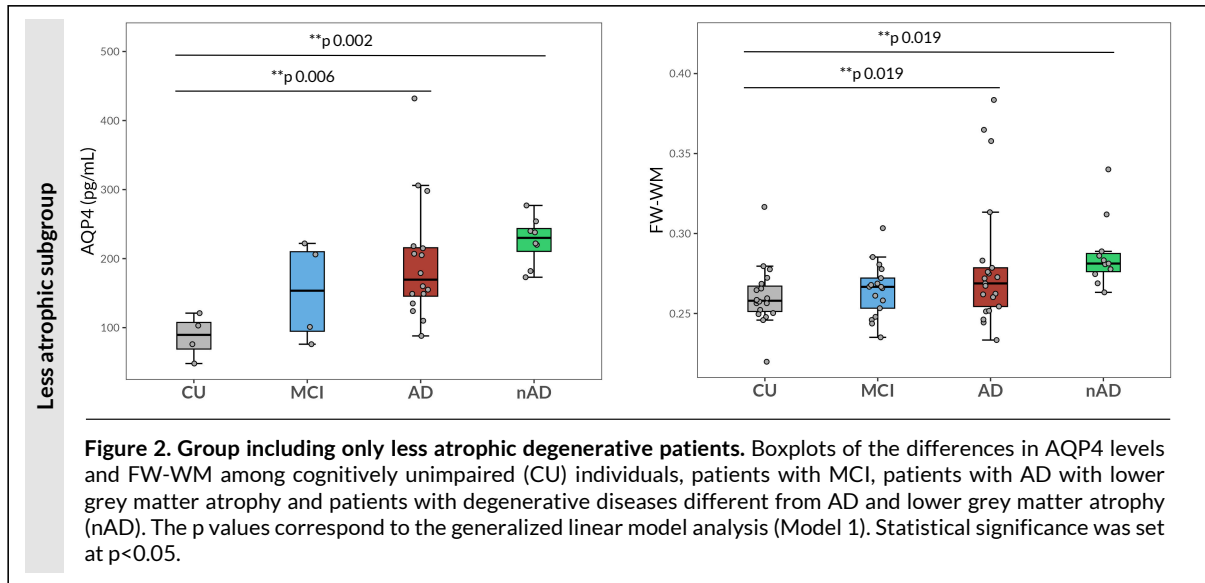 Less atrophic subgroup
AQP4 (pg/mL)
500
400
300
200
100
**p 0.002
**p 0.006
CU MCI AD nAD
FW-WM
0.40
0.35
0.30
0.25
**p 0.019
**p 0.019
CU MCI AD nAD
Figure 2. Group including only less atrophic degenerative patients. Boxplots of the differences in AQP4 levels
and FW-WM among cognitively unimpaired (CU) individuals, patients with MCI, patients with AD with lower
grey matter atrophy and patients with degenerative diseases different from AD and lower grey matter atrophy
(nAD). The p values correspond to the generalized linear model analysis (Model 1). Statistical significance was set
at p<0.05.